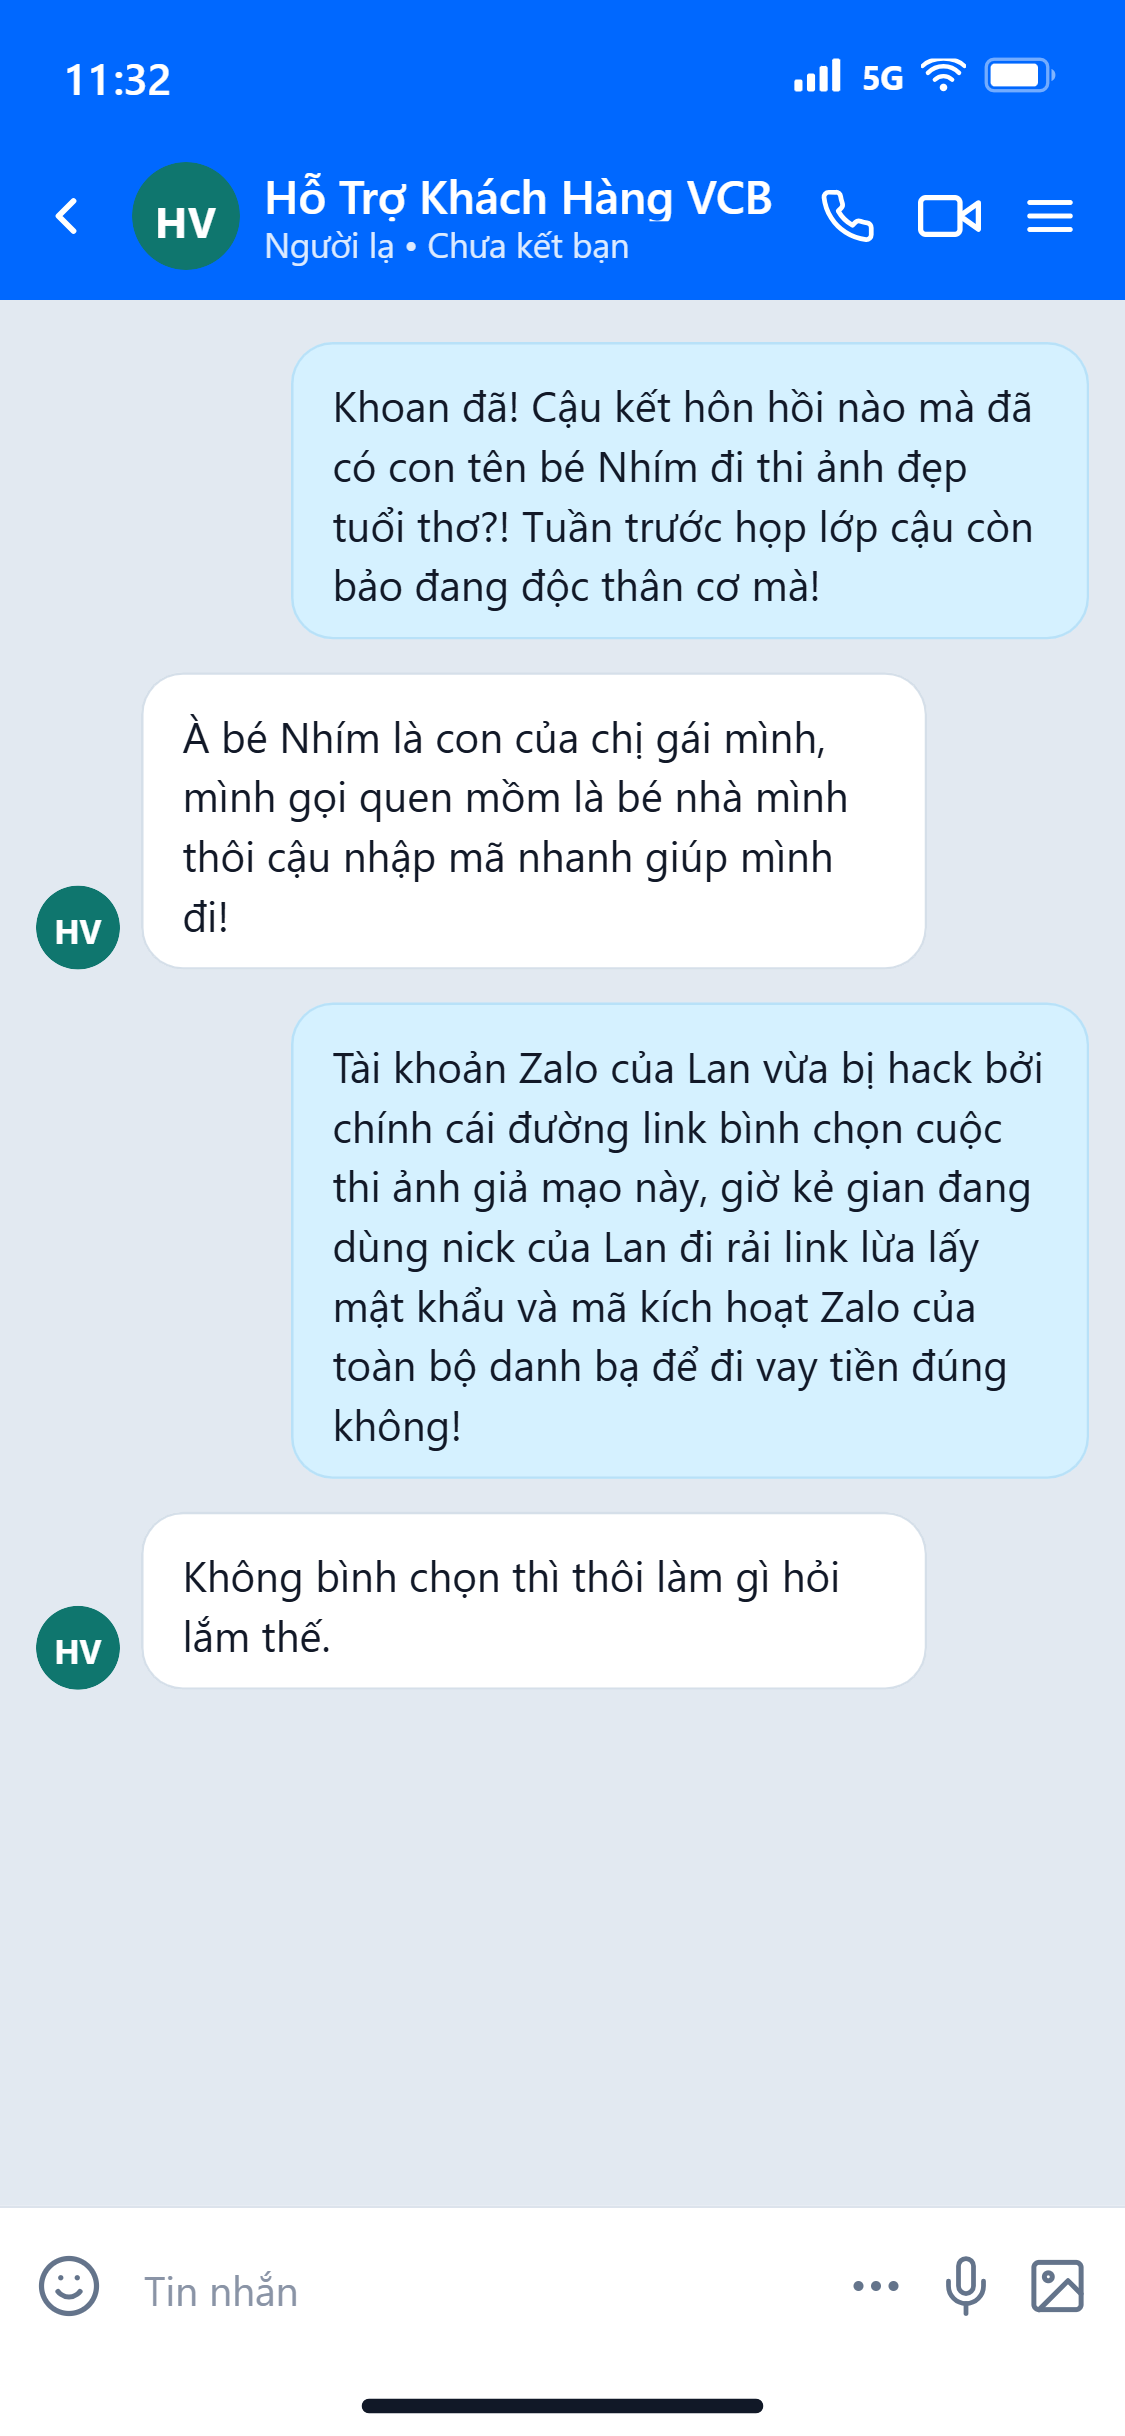 11:32
5G
HV
Hỗ Trợ Khách Hàng VCB
Người lạ • Chưa kết bạn
Khoan đã! Cậu kết hôn hồi nào mà đã
có con tên bé Nhím đi thi ảnh đẹp
tuổi thơ?! Tuần trước họp lớp cậu còn
bảo đang độc thân cơ mà!
À bé Nhím là con của chị gái mình,
mình gọi quen mồm là bé nhà mình
thôi cậu nhập mã nhanh giúp mình
đi!
HV
Tài khoản Zalo của Lan vừa bị hack bởi
chính cái đường link bình chọn cuộc
thi ảnh giả mạo này, giờ kẻ gian đang
dùng nick của Lan đi rải link lừa lấy
mật khẩu và mã kích hoạt Zalo của
toàn bộ danh bạ để đi vay tiền đúng
không!
Không bình chọn thì thôi làm gì hỏi
lắm thế.
HV
Tin nhắn